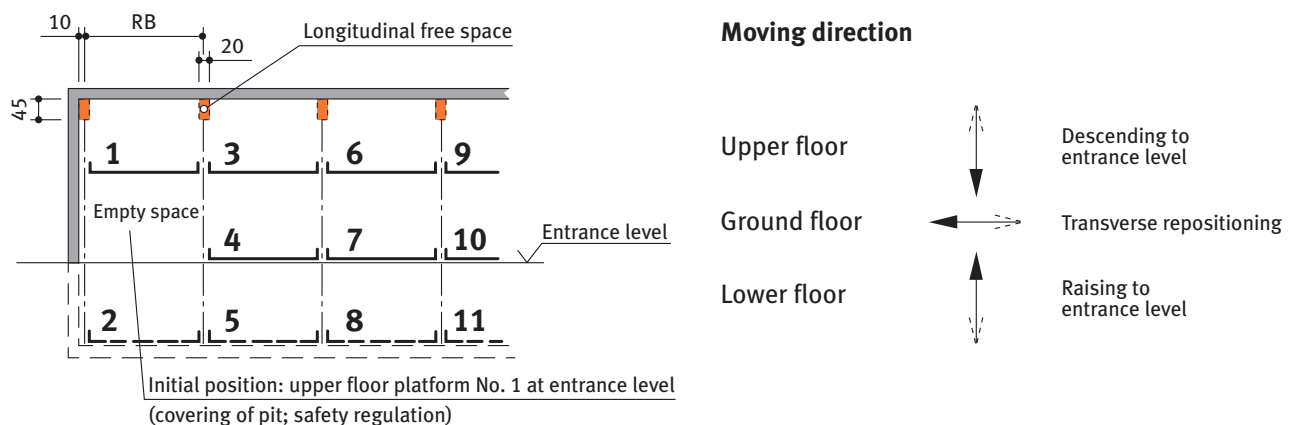 10
RB
Longitudinal free space
20
45
1
3
6
9
Empty space
4
7
10
Entrance level
2
5
8
11
Initial position: upper floor platform No. 1 at entrance level
(covering of pit; safety regulation)
Moving direction
Upper floor
Descending to
entrance level
Ground floor
Transverse repositioning
Lower floor
Raising to
entrance level